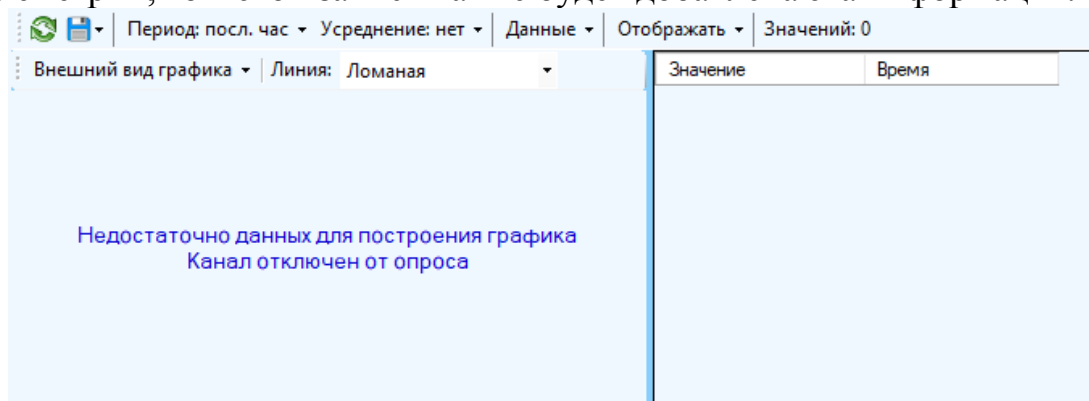 Период: посл. час Усреднение: нет Данные Отображать Значений: 0
Внешний вид графика Линия: Ломаная
Значение Время
Недостаточно данных для построения графика
Канал отключен от опроса